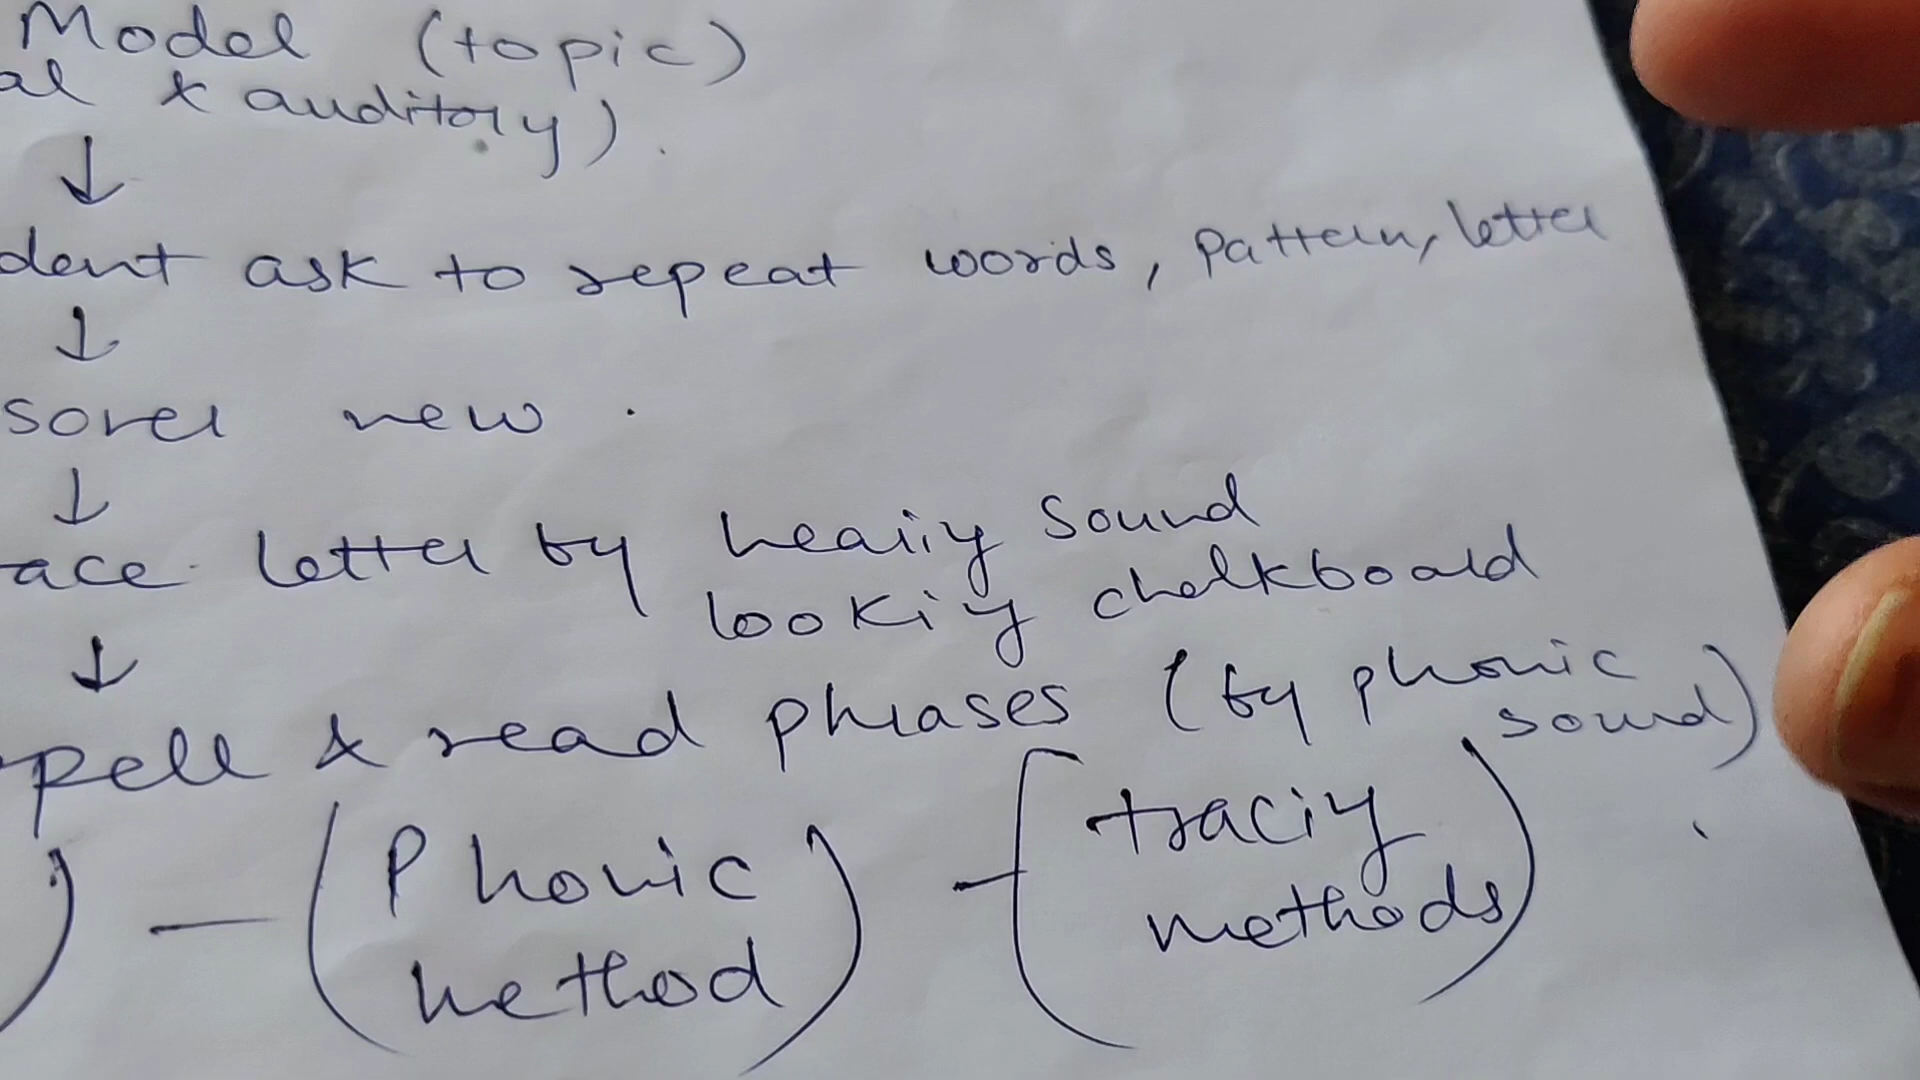 Model (topic)
al & auditory).
↓
dent ask to repeat words, pattern, letter
↓
new.
↓
ace letter by hearing sound
looking chalkboard
↓
pell & read phrases (by phonic
sound)
) — (Phonic — (tracing
method) methods)